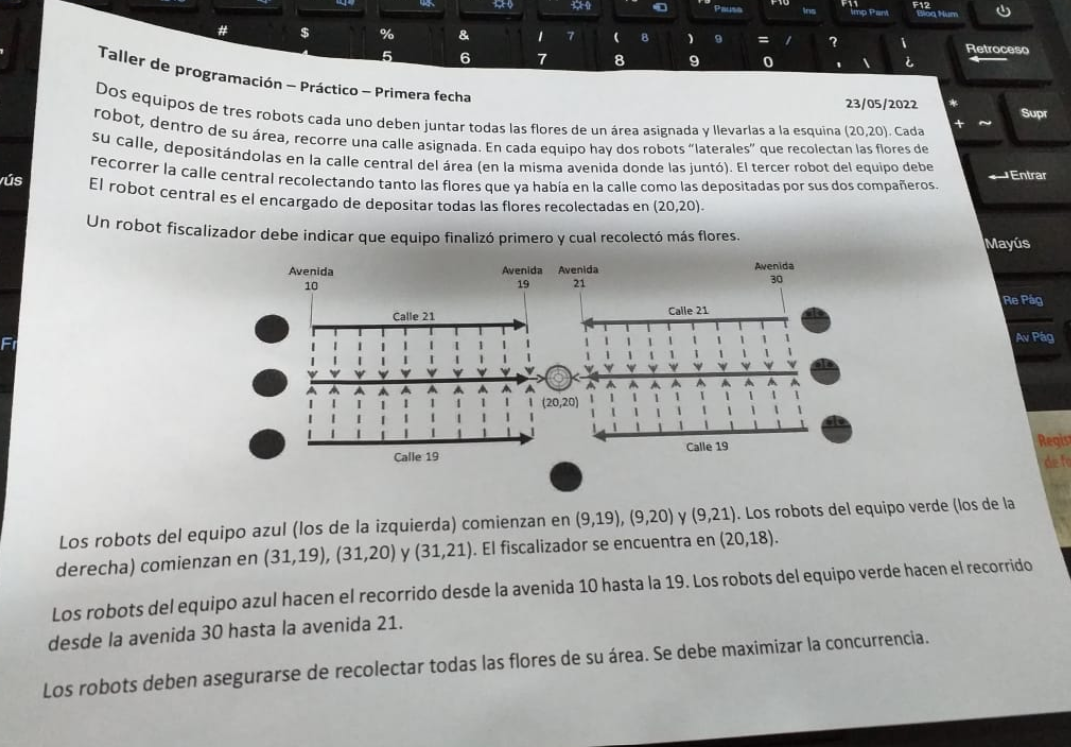 Pausa
F10
Ins
F11
Imp Pant
F12
Bloq Num
#
$
%
5
&
6
/ 7
7
( 8
8
) 9
9
= /
0
?
' \
¡
¿
Retroceso
*
+ ~
Supr
Entrar
Mayús
Re Pág
Av Pág
yús
Taller de programación – Práctico – Primera fecha
23/05/2022
Dos equipos de tres robots cada uno deben juntar todas las flores de un área asignada y llevarlas a la esquina (20,20). Cada
robot, dentro de su área, recorre una calle asignada. En cada equipo hay dos robots "laterales" que recolectan las flores de
su calle, depositándolas en la calle central del área (en la misma avenida donde las juntó). El tercer robot del equipo debe
recorrer la calle central recolectando tanto las flores que ya había en la calle como las depositadas por sus dos compañeros.
El robot central es el encargado de depositar todas las flores recolectadas en (20,20).
Un robot fiscalizador debe indicar que equipo finalizó primero y cual recolectó más flores.
Avenida
10
Avenida
19
Avenida
21
Avenida
30
Calle 21
Calle 21
(20,20)
Calle 19
Calle 19
Los robots del equipo azul (los de la izquierda) comienzan en (9,19), (9,20) y (9,21). Los robots del equipo verde (los de la
derecha) comienzan en (31,19), (31,20) y (31,21). El fiscalizador se encuentra en (20,18).
Los robots del equipo azul hacen el recorrido desde la avenida 10 hasta la 19. Los robots del equipo verde hacen el recorrido
desde la avenida 30 hasta la avenida 21.
Los robots deben asegurarse de recolectar todas las flores de su área. Se debe maximizar la concurrencia.